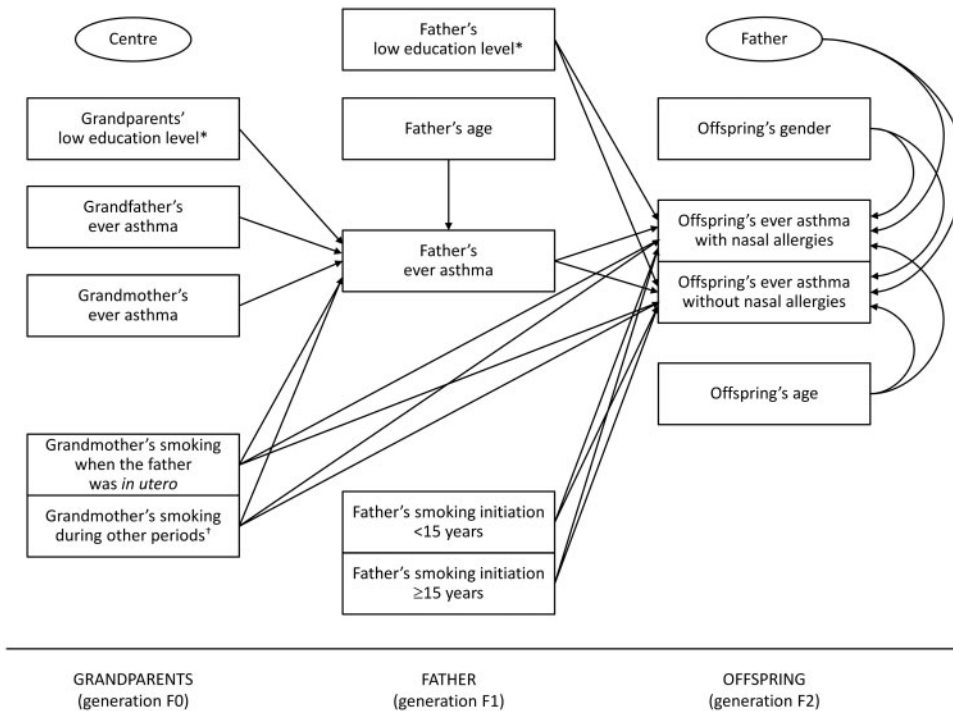 Centre
Grandparents'
low education level*
Grandfather's
ever asthma
Grandmother's
ever asthma
Grandmother's smoking
when the father
was in utero
Grandmother's smoking
during other periods†
Father's
low education level*
Father's age
Father's
ever asthma
Father's smoking initiation
<15 years
Father's smoking initiation
≥15 years
Father
Offspring's gender
Offspring's ever asthma
with nasal allergies
Offspring's ever asthma
without nasal allergies
Offspring's age
GRANDPARENTS
(generation F0)
FATHER
(generation F1)
OFFSPRING
(generation F2)